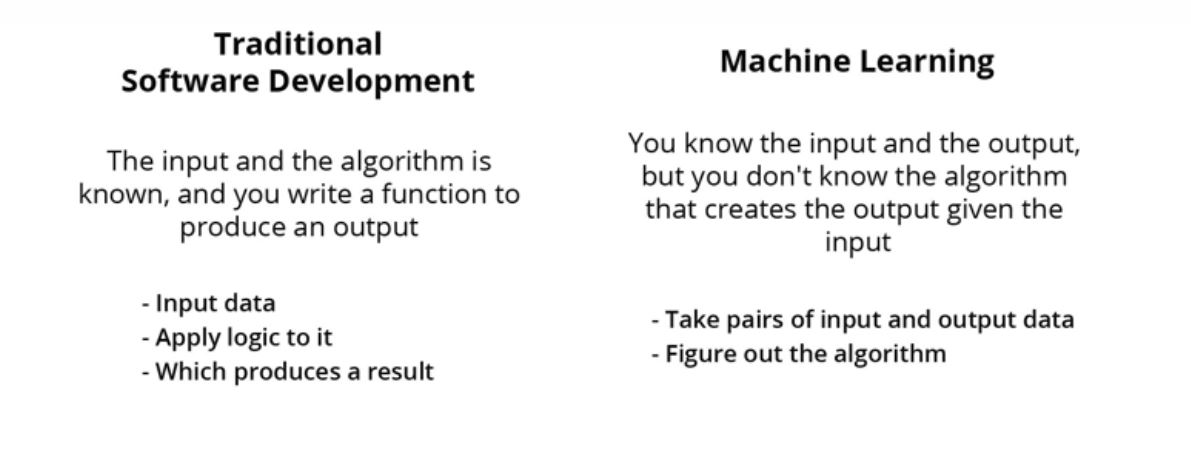 Traditional
Software Development
The input and the algorithm is
known, and you write a function to
produce an output
- Input data
- Apply logic to it
- Which produces a result
Machine Learning
You know the input and the output,
but you don't know the algorithm
that creates the output given the
input
- Take pairs of input and output data
- Figure out the algorithm